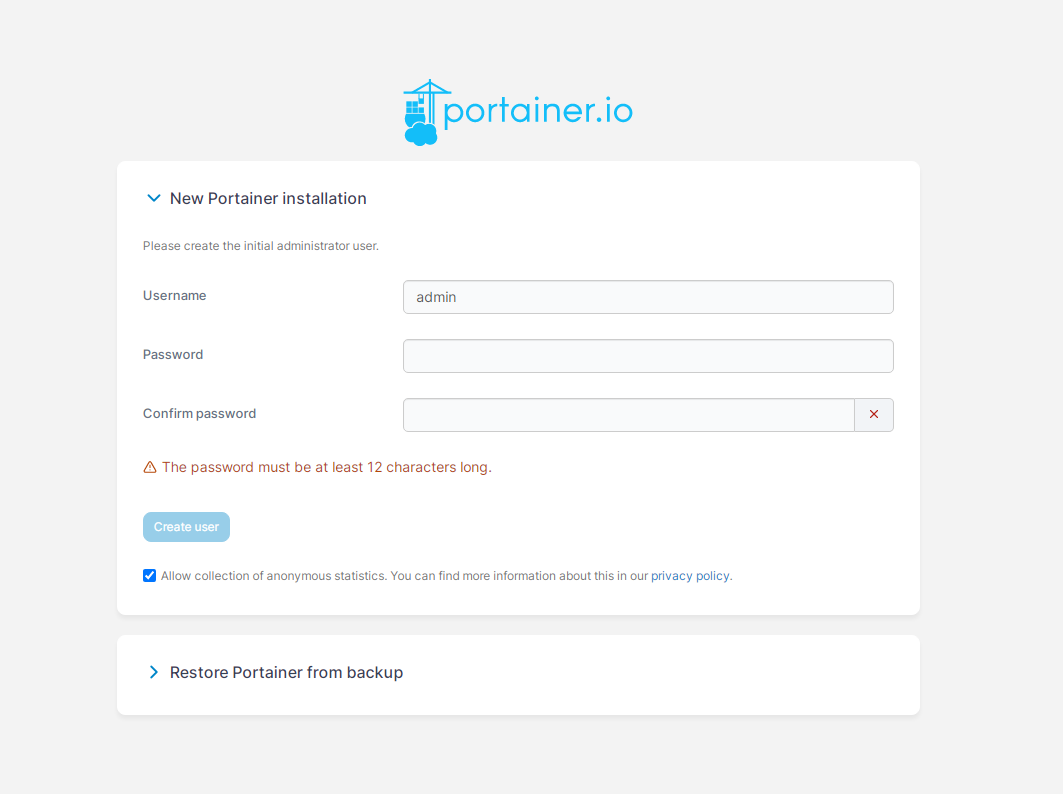 portainer.io
New Portainer installation
Please create the initial administrator user.
Username
admin
Password
Confirm password
The password must be at least 12 characters long.
Create user
Allow collection of anonymous statistics. You can find more information about this in our privacy policy.
Restore Portainer from backup